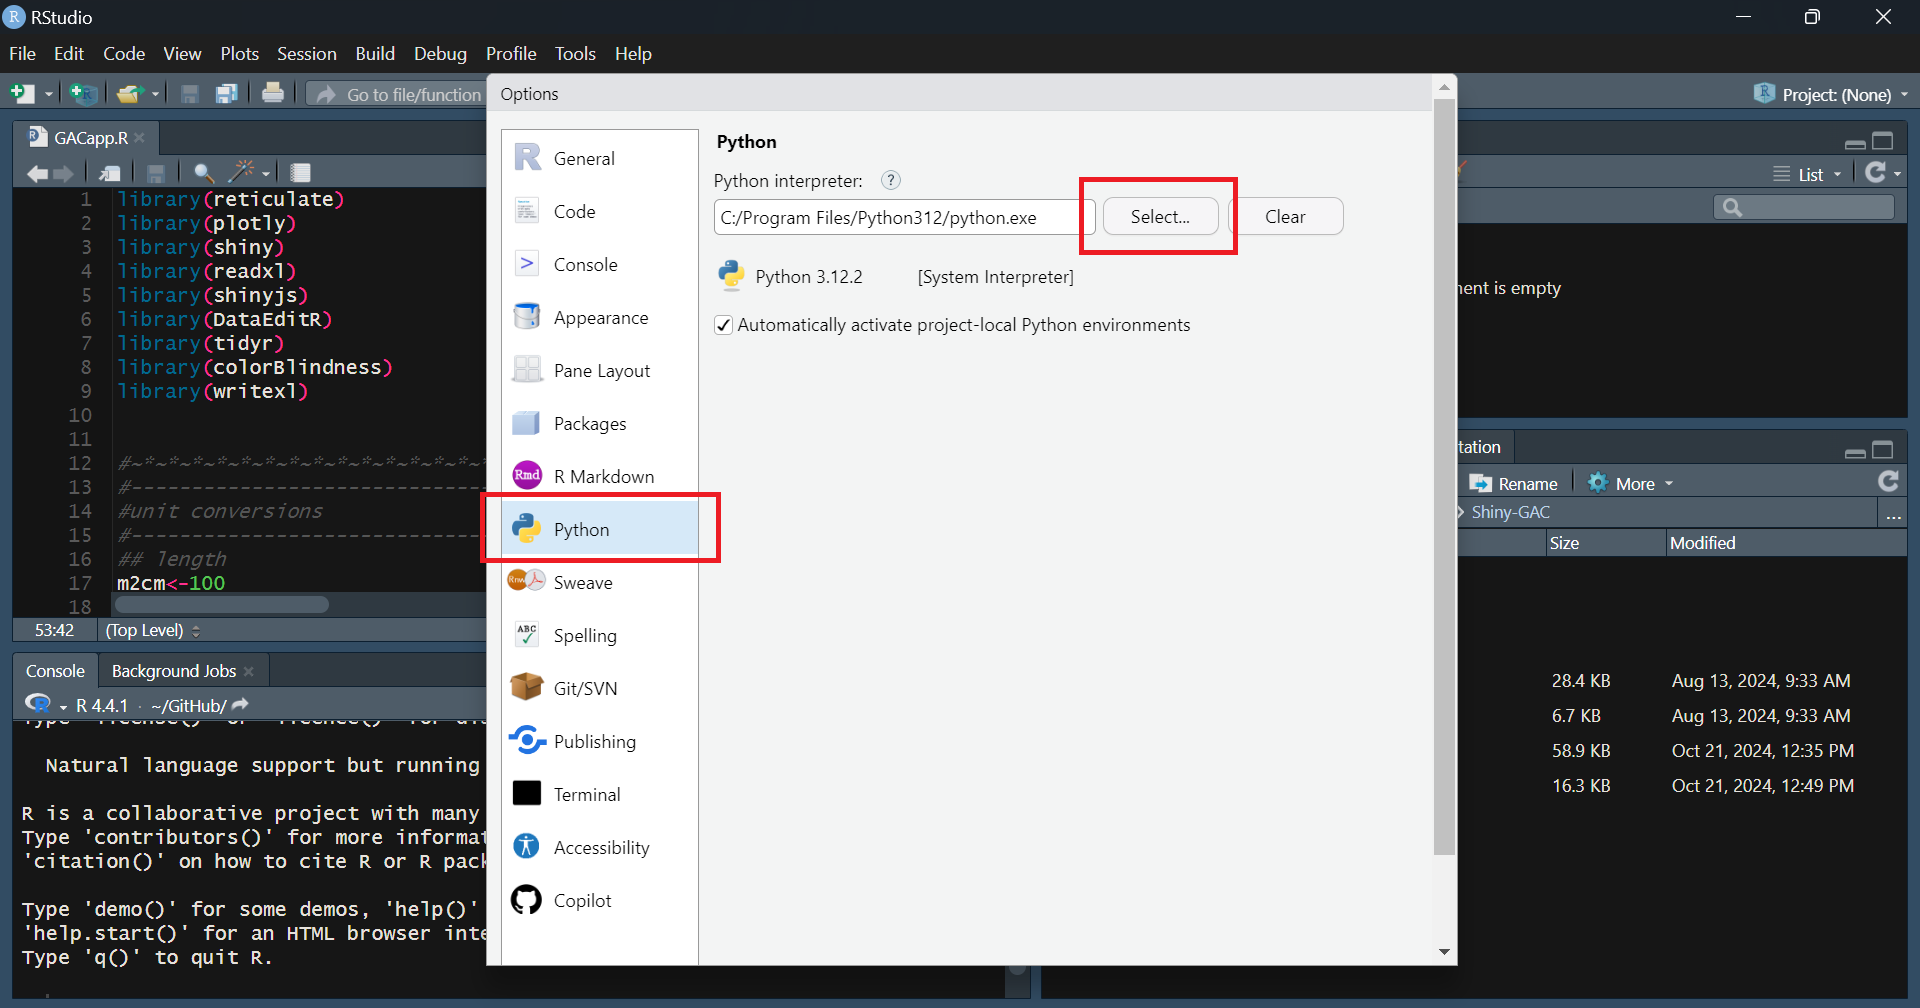 RStudio
File Edit Code View Plots Session Build Debug Profile Tools Help
Go to file/function
Project: (None)
GACapp.R
1 library(reticulate)
2 library(plotly)
3 library(shiny)
4 library(readxl)
5 library(shinyjs)
6 library(DataEditR)
7 library(tidyr)
8 library(colorBlindness)
9 library(writexl)
10
11
12 #~*~*~*~*~*~*~*~*~*~*~*~*~*~*~*
13 #-----------------------------
14 #unit conversions
15 #-----------------------------
16 ## length
17 m2cm<-100
18
53:42 (Top Level)
Console Background Jobs
R 4.4.1 · ~/GitHub/
Natural language support but running
R is a collaborative project with many
Type 'contributors()' for more informat
'citation()' on how to cite R or R pack
Type 'demo()' for some demos, 'help()'
'help.start()' for an HTML browser inte
Type 'q()' to quit R.
Options
General
Code
Console
Appearance
Pane Layout
Packages
Rmd R Markdown
Python
Rnw Sweave
ABC Spelling
Git/SVN
Publishing
Terminal
Accessibility
Copilot
Python
Python interpreter: ?
C:/Program Files/Python312/python.exe
Select...
Clear
Python 3.12.2 [System Interpreter]
Automatically activate project-local Python environments
List
is empty
Rename More
Shiny-GAC ...
Size Modified
28.4 KB Aug 13, 2024, 9:33 AM
6.7 KB Aug 13, 2024, 9:33 AM
58.9 KB Oct 21, 2024, 12:35 PM
16.3 KB Oct 21, 2024, 12:49 PM